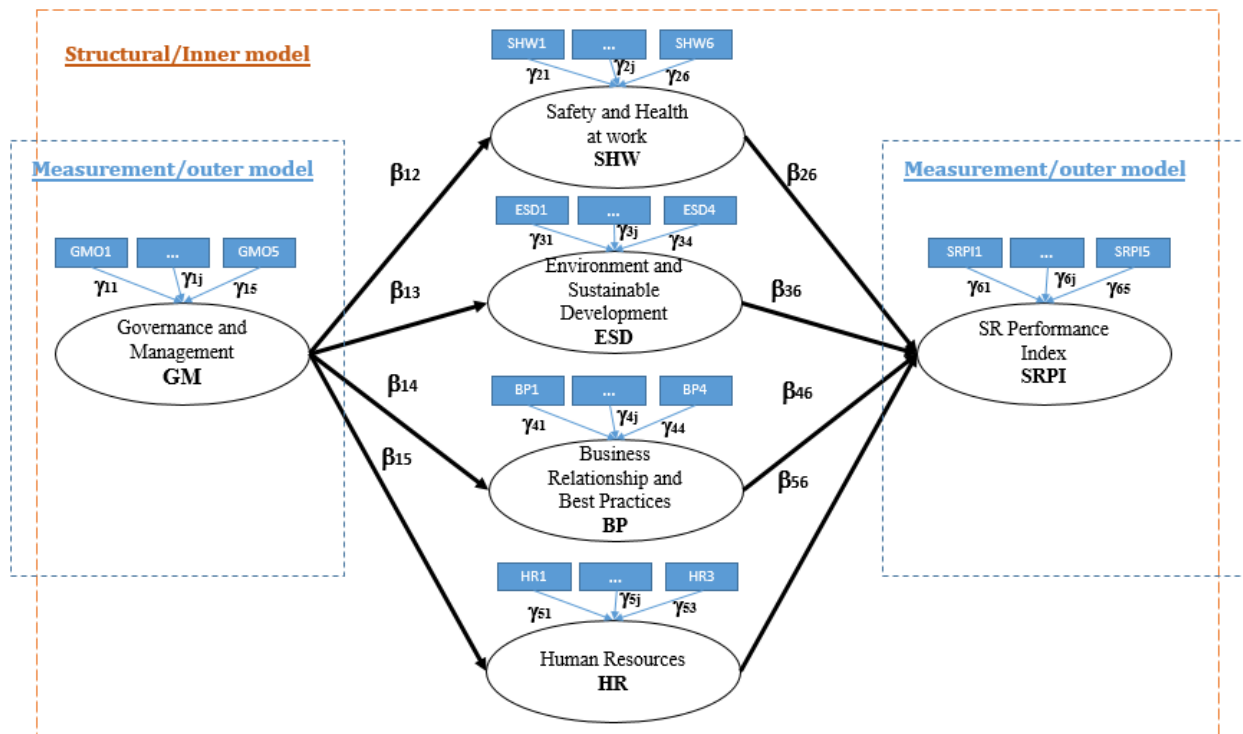 Structural/Inner model
SHW1
...
SHW6
γ21
γ2j
γ26
Safety and Health
at work
SHW
Measurement/outer model
GMO1
...
GMO5
γ11
γ1j
γ15
Governance and
Management
GM
β12
β13
β14
β15
ESD1
...
ESD4
γ31
γ3j
γ34
Environment and
Sustainable
Development
ESD
BP1
...
BP4
γ41
γ4j
γ44
Business
Relationship and
Best Practices
BP
HR1
...
HR3
γ51
γ5j
γ53
Human Resources
HR
β26
β36
β46
β56
Measurement/outer model
SRPI1
...
SRPI5
γ61
γ6j
γ65
SR Performance
Index
SRPI